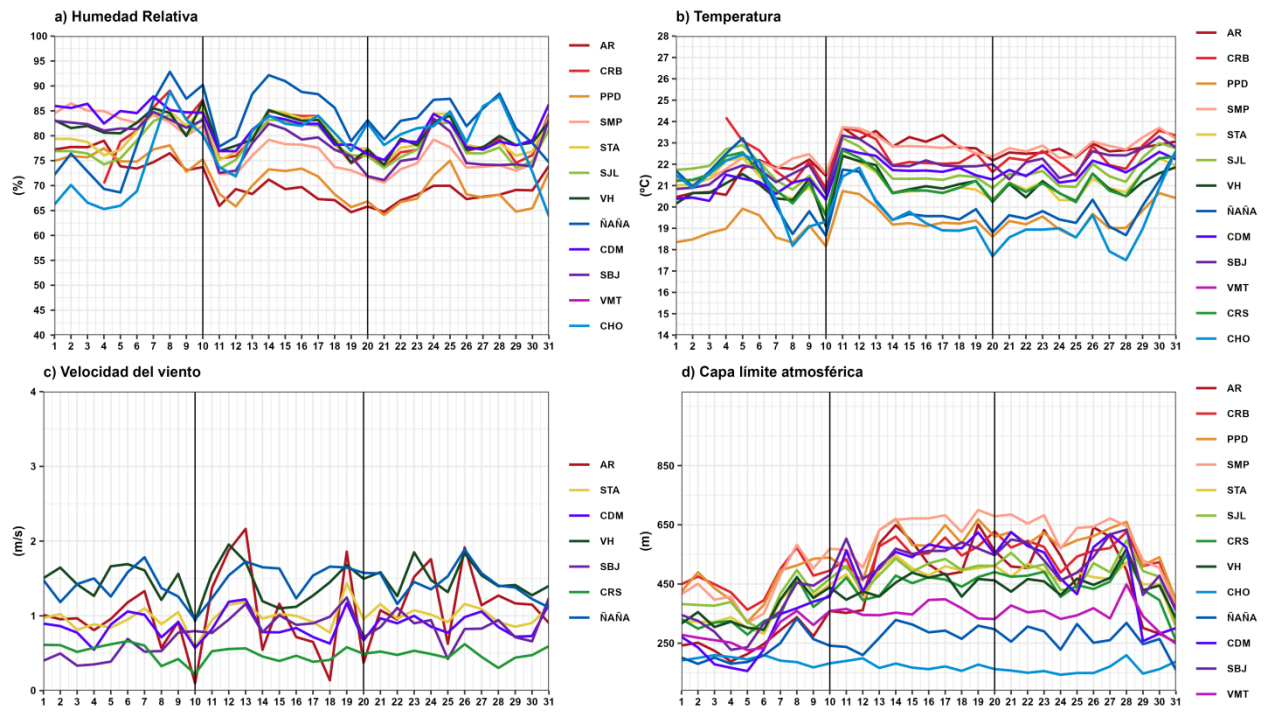 a) Humedad Relativa
100
95
90
85
80
75
70
65
60
55
50
45
40
(%)
1 2 3 4 5 6 7 8 9 10 11 12 13 14 15 16 17 18 19 20 21 22 23 24 25 26 27 28 29 30 31
AR
CRB
PPD
SMP
STA
SJL
VH
ÑAÑA
CDM
SBJ
VMT
CHO
b) Temperatura
28
27
26
25
24
23
22
21
20
19
18
17
16
15
14
(ºC)
1 2 3 4 5 6 7 8 9 10 11 12 13 14 15 16 17 18 19 20 21 22 23 24 25 26 27 28 29 30 31
AR
CRB
PPD
SMP
STA
SJL
VH
ÑAÑA
CDM
SBJ
VMT
CRS
CHO
c) Velocidad del viento
4
3
2
1
0
(m/s)
1 2 3 4 5 6 7 8 9 10 11 12 13 14 15 16 17 18 19 20 21 22 23 24 25 26 27 28 29 30 31
AR
STA
CDM
VH
SBJ
CRS
ÑAÑA
d) Capa límite atmosférica
850
650
450
250
(m)
1 2 3 4 5 6 7 8 9 10 11 12 13 14 15 16 17 18 19 20 21 22 23 24 25 26 27 28 29 30 31
AR
CRB
PPD
SMP
STA
SJL
CRS
VH
CHO
ÑAÑA
CDM
SBJ
VMT